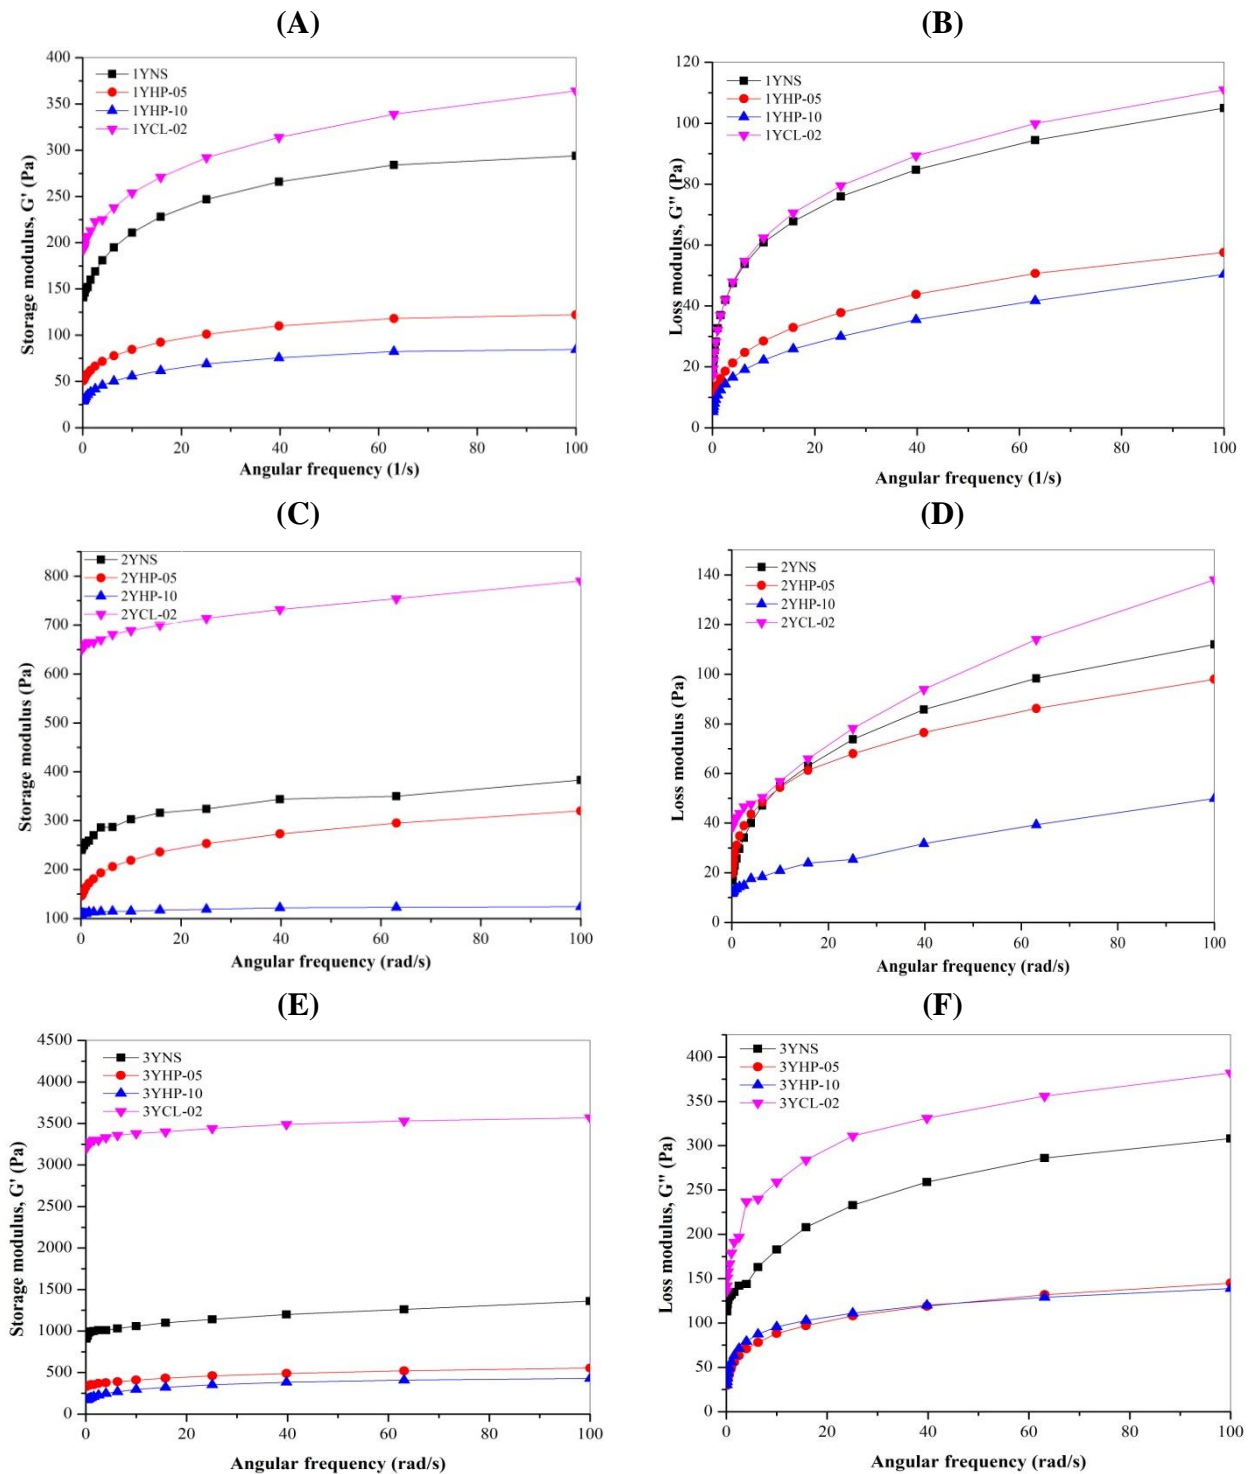 (A)
400
350
300
250
200
150
100
50
0
1YNS
1YHP-05
1YHP-10
1YCL-02
Storage modulus, G' (Pa)
0 20 40 60 80 100
Angular frequency (1/s)
(B)
120
100
80
60
40
20
0
1YNS
1YHP-05
1YHP-10
1YCL-02
Loss modulus, G" (Pa)
0 20 40 60 80 100
Angular frequency (1/s)
(C)
800
700
600
500
400
300
200
100
2YNS
2YHP-05
2YHP-10
2YCL-02
Storage modulus (Pa)
0 20 40 60 80 100
Angular frequency (rad/s)
(D)
140
120
100
80
60
40
20
0
2YNS
2YHP-05
2YHP-10
2YCL-02
Loss modulus (Pa)
0 20 40 60 80 100
Angular frequency (rad/s)
(E)
4500
4000
3500
3000
2500
2000
1500
1000
500
0
3YNS
3YHP-05
3YHP-10
3YCL-02
Storage modulus, G' (Pa)
0 20 40 60 80 100
Angular frequency (rad/s)
(F)
400
350
300
250
200
150
100
50
0
3YNS
3YHP-05
3YHP-10
3YCL-02
Loss modulus, G" (Pa)
0 20 40 60 80 100
Angular frequency (rad/s)